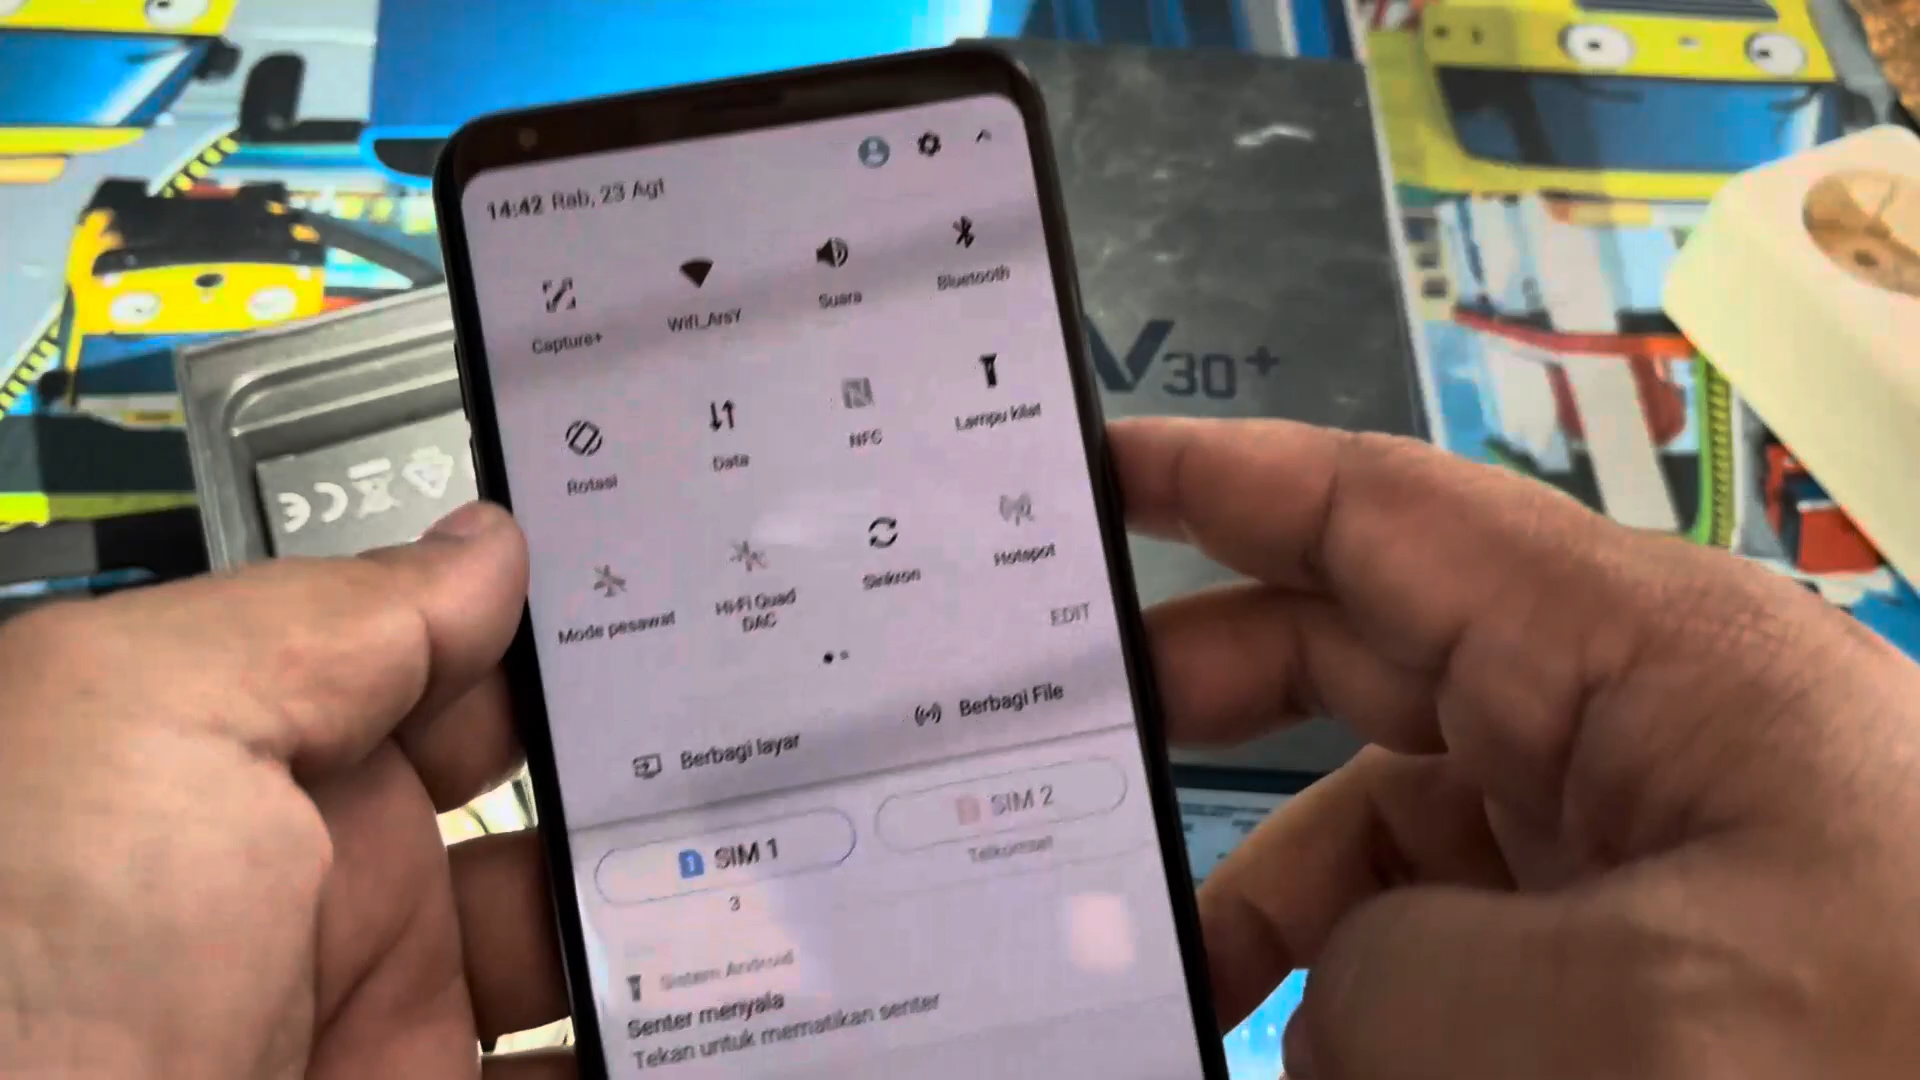 14:42 Rab, 23 Agt
Capture+
Wifi_ArsY
Suara
Bluetooth
Rotasi
Data
NFC
Lampu kilat
Mode pesawat
Hi-Fi Quad
DAC
Sinkron
Hotspot
EDIT
Berbagi layar
Berbagi File
SIM 1
SIM 2
3
Telkomsel
Sistem Android
Senter menyala
Tekan untuk mematikan senter
V30+
CE